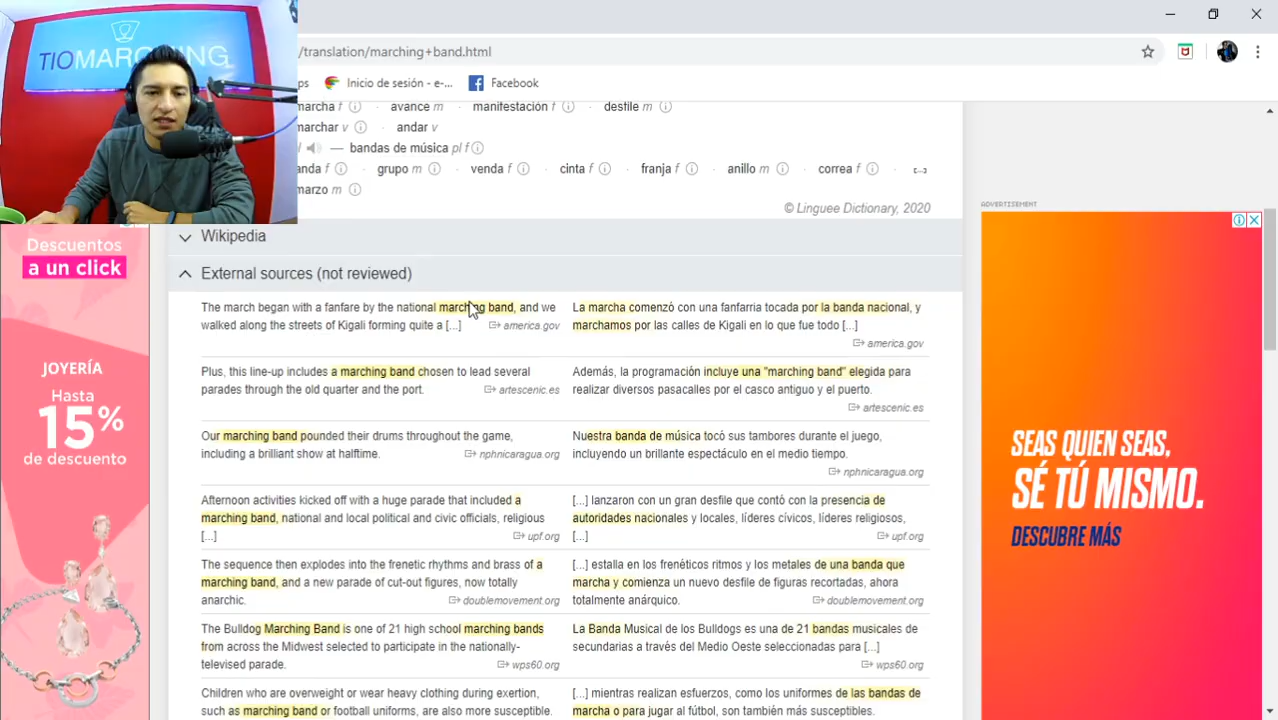 TIOMARCHING
/translation/marching+band.html
ps
Inicio de sesión - e-...
Facebook
marcha f · avance m · manifestación f · desfile m
marchar v · andar v
— bandas de música pl f
anda f · grupo m · venda f · cinta f · franja f · anillo m · correa f · [...]
marzo m
© Linguee Dictionary, 2020
Wikipedia
External sources (not reviewed)
The march began with a fanfare by the national marching band, and we
walked along the streets of Kigali forming quite a [...]
america.gov
La marcha comenzó con una fanfarria tocada por la banda nacional, y
marchamos por las calles de Kigali en lo que fue todo [...]
america.gov
Plus, this line-up includes a marching band chosen to lead several
parades through the old quarter and the port.
artescenic.es
Además, la programación incluye una "marching band" elegida para
realizar diversos pasacalles por el casco antiguo y el puerto.
artescenic.es
Our marching band pounded their drums throughout the game,
including a brilliant show at halftime.
nphnicaragua.org
Nuestra banda de música tocó sus tambores durante el juego,
incluyendo un brillante espectáculo en el medio tiempo.
nphnicaragua.org
Afternoon activities kicked off with a huge parade that included a
marching band, national and local political and civic officials, religious
[...]
upf.org
[...] lanzaron con un gran desfile que contó con la presencia de
autoridades nacionales y locales, líderes cívicos, líderes religiosos,
[...]
upf.org
The sequence then explodes into the frenetic rhythms and brass of a
marching band, and a new parade of cut-out figures, now totally
anarchic.
doublemovement.org
[...] estalla en los frenéticos ritmos y los metales de una banda que
marcha y comienza un nuevo desfile de figuras recortadas, ahora
totalmente anárquico.
doublemovement.org
The Bulldog Marching Band is one of 21 high school marching bands
from across the Midwest selected to participate in the nationally-
televised parade.
wps60.org
La Banda Musical de los Bulldogs es una de 21 bandas musicales de
secundarias a través del Medio Oeste seleccionadas para [...]
wps60.org
Children who are overweight or wear heavy clothing during exertion,
such as marching band or football uniforms, are also more susceptible.
[...] mientras realizan esfuerzos, como los uniformes de las bandas de
marcha o para jugar al fútbol, son también más susceptibles.
Descuentos
a un click
JOYERÍA
Hasta
15%
de descuento
ADVERTISEMENT
SEAS QUIEN SEAS,
SÉ TÚ MISMO.
DESCUBRE MÁS